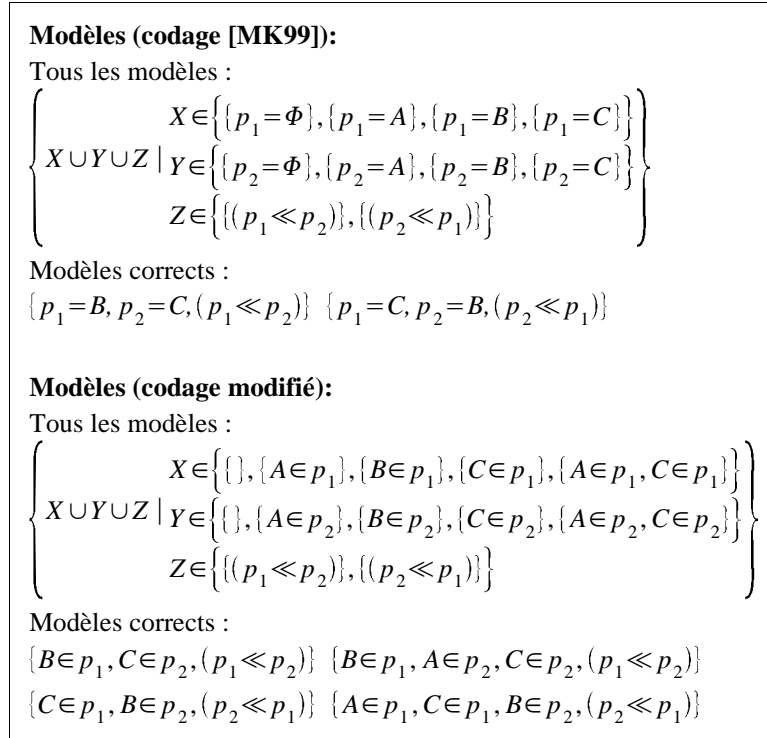 Modèles (codage [MK99]):
Tous les modèles :
X∈{{p₁=Φ},{p₁=A},{p₁=B},{p₁=C}}
{X∪Y∪Z | Y∈{{p₂=Φ},{p₂=A},{p₂=B},{p₂=C}}}
Z∈{{(p₁≪p₂)},{(p₂≪p₁)}}
Modèles corrects :
{p₁=B, p₂=C,(p₁≪p₂)} {p₁=C, p₂=B,(p₂≪p₁)}
Modèles (codage modifié):
Tous les modèles :
X∈{{},{A∈p₁},{B∈p₁},{C∈p₁},{A∈p₁,C∈p₁}}
{X∪Y∪Z | Y∈{{},{A∈p₂},{B∈p₂},{C∈p₂},{A∈p₂,C∈p₂}}}
Z∈{{(p₁≪p₂)},{(p₂≪p₁)}}
Modèles corrects :
{B∈p₁,C∈p₂,(p₁≪p₂)} {B∈p₁,A∈p₂,C∈p₂,(p₁≪p₂)}
{C∈p₁,B∈p₂,(p₂≪p₁)} {A∈p₁,C∈p₁,B∈p₂,(p₂≪p₁)}